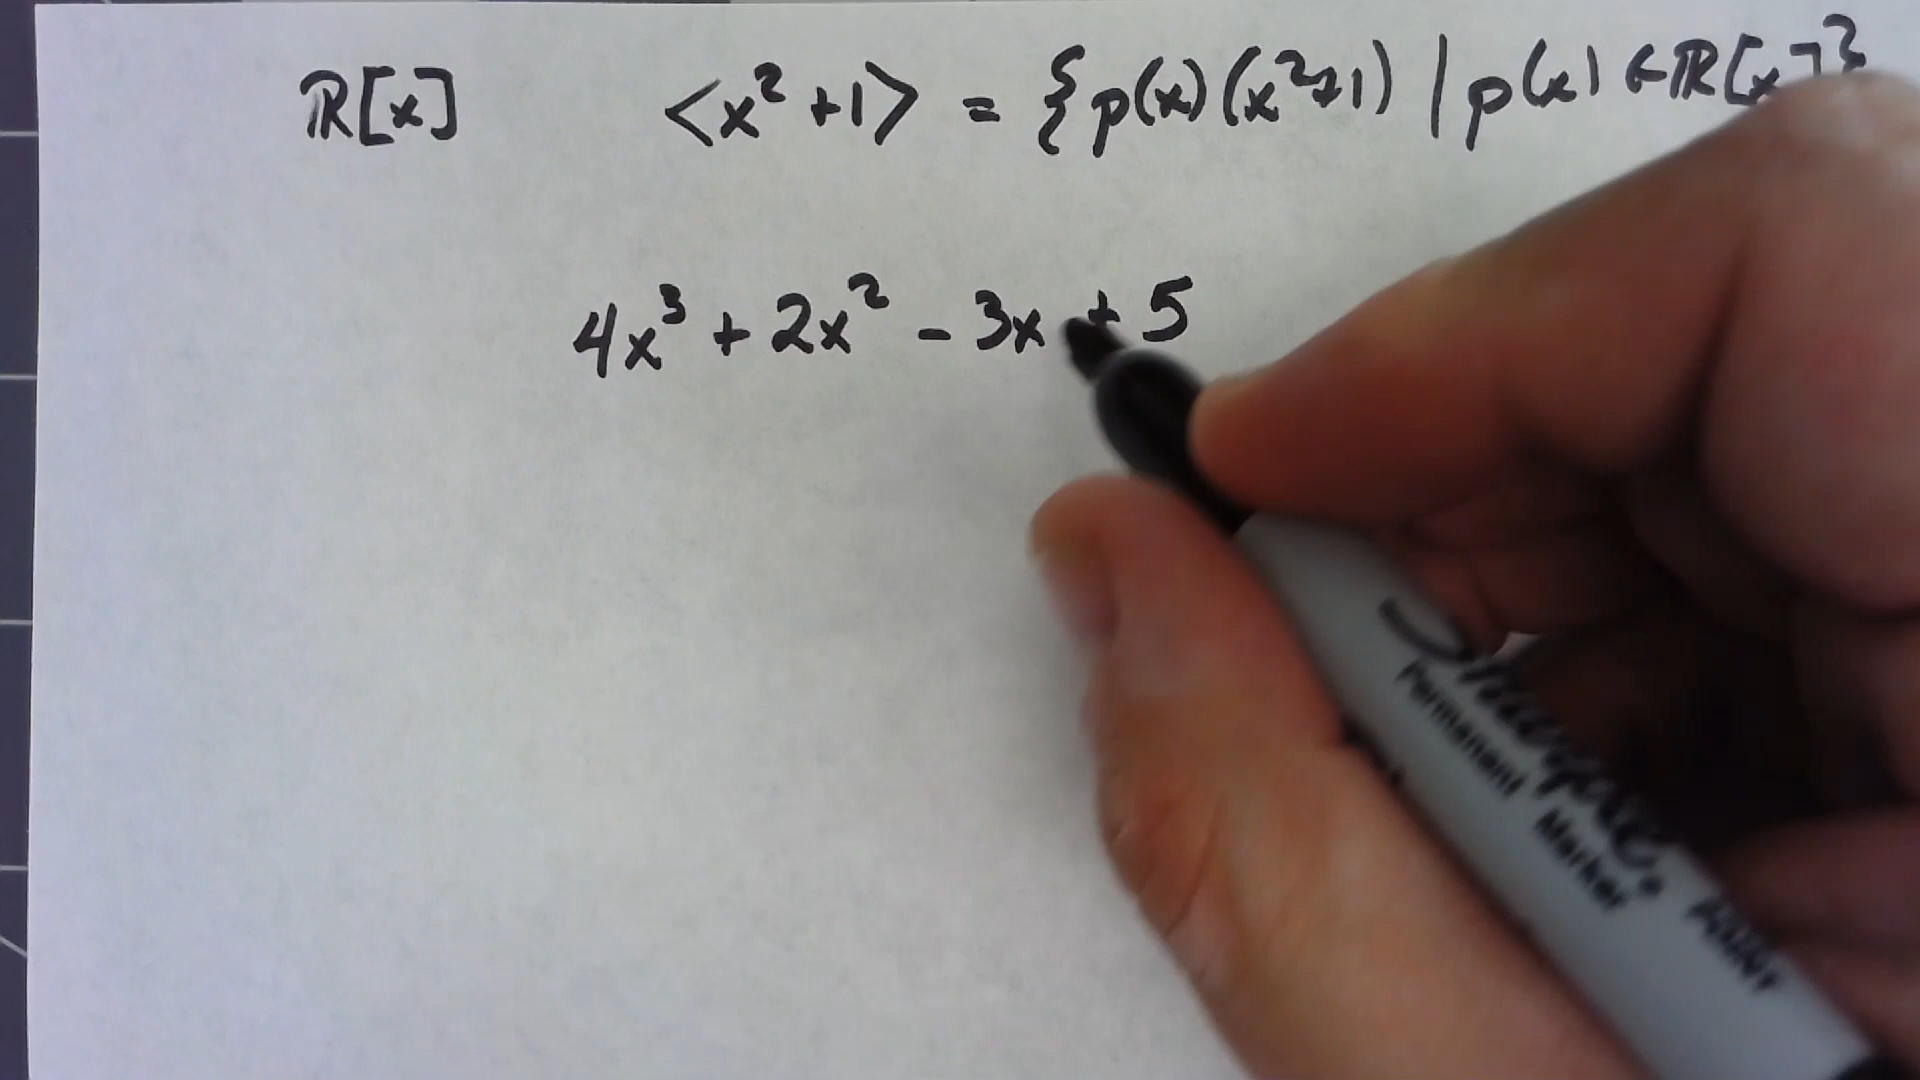 ℝ[x] <x² +1> = {p(x)(x²+1) | p(x) ∈ ℝ[x]}
4x³ + 2x² - 3x + 5
Sharpie.
Permanent Marker